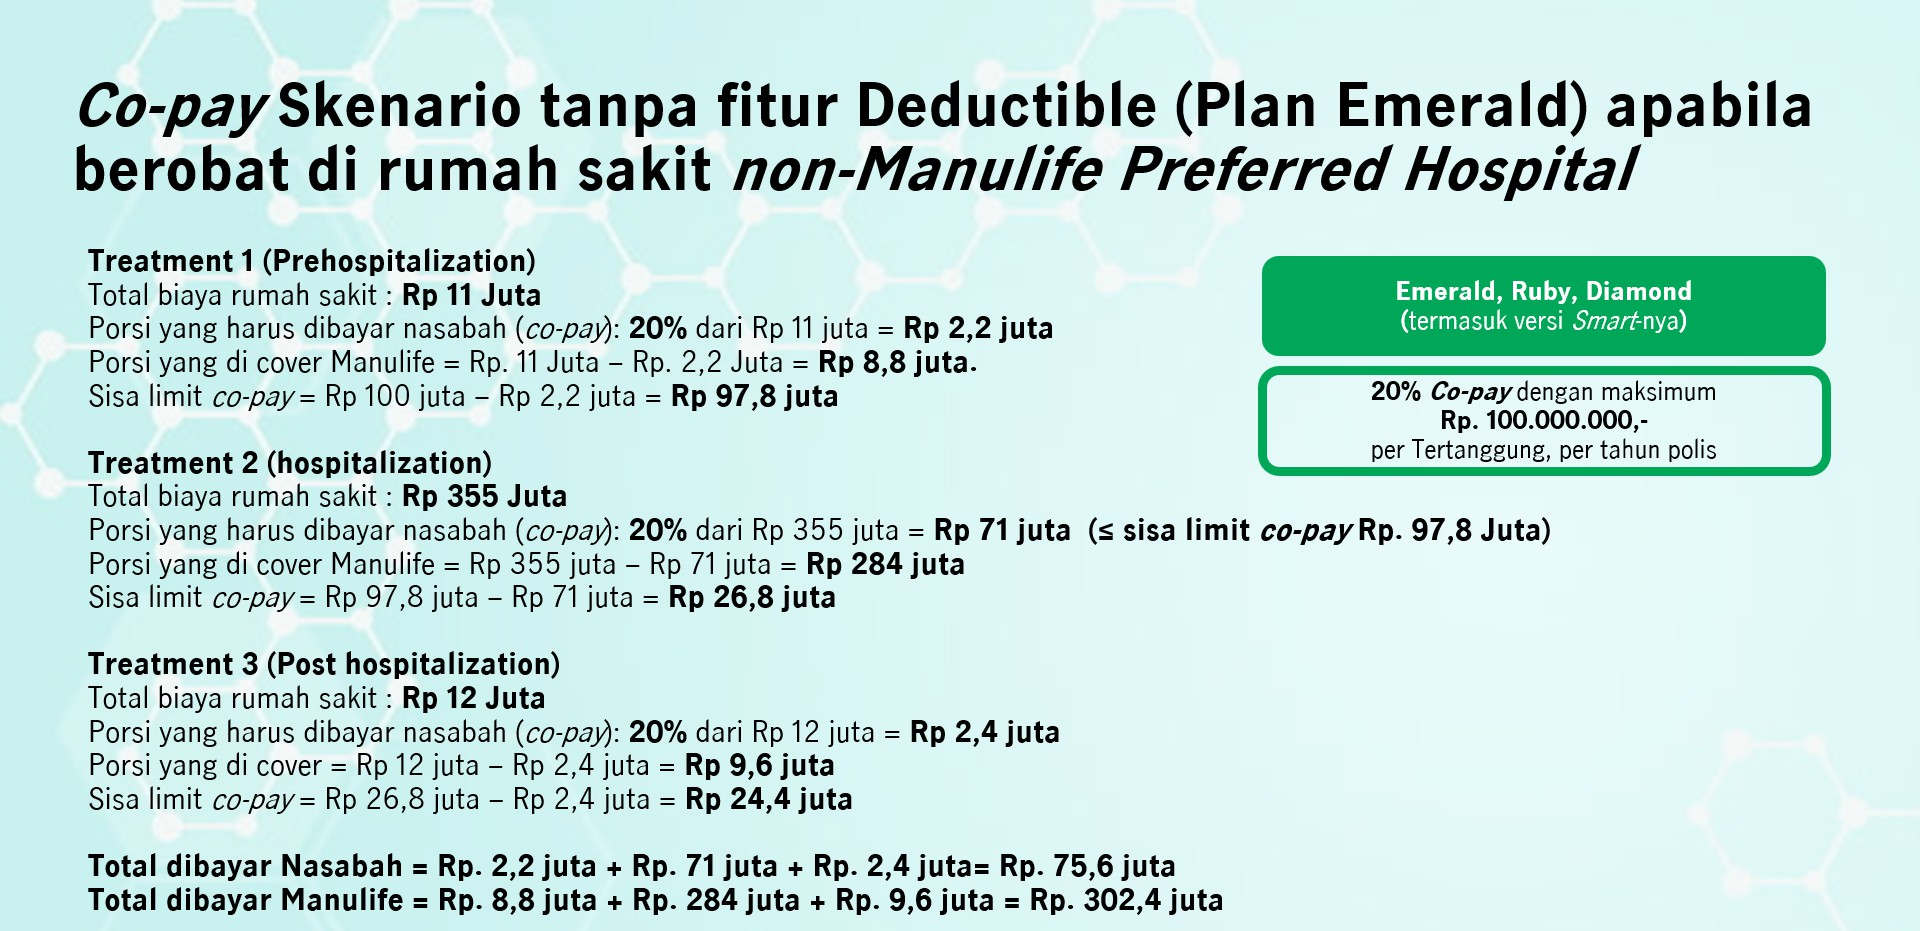 Co-pay Skenario tanpa fitur Deductible (Plan Emerald) apabila
berobat di rumah sakit non-Manulife Preferred Hospital
Treatment 1 (Prehospitalization)
Total biaya rumah sakit : Rp 11 Juta
Porsi yang harus dibayar nasabah (co-pay): 20% dari Rp 11 juta = Rp 2,2 juta
Porsi yang di cover Manulife = Rp. 11 Juta – Rp. 2,2 Juta = Rp 8,8 juta.
Sisa limit co-pay = Rp 100 juta – Rp 2,2 juta = Rp 97,8 juta
Emerald, Ruby, Diamond
(termasuk versi Smart-nya)
20% Co-pay dengan maksimum
Rp. 100.000.000,-
per Tertanggung, per tahun polis
Treatment 2 (hospitalization)
Total biaya rumah sakit : Rp 355 Juta
Porsi yang harus dibayar nasabah (co-pay): 20% dari Rp 355 juta = Rp 71 juta (≤ sisa limit co-pay Rp. 97,8 Juta)
Porsi yang di cover Manulife = Rp 355 juta – Rp 71 juta = Rp 284 juta
Sisa limit co-pay = Rp 97,8 juta – Rp 71 juta = Rp 26,8 juta
Treatment 3 (Post hospitalization)
Total biaya rumah sakit : Rp 12 Juta
Porsi yang harus dibayar nasabah (co-pay): 20% dari Rp 12 juta = Rp 2,4 juta
Porsi yang di cover = Rp 12 juta – Rp 2,4 juta = Rp 9,6 juta
Sisa limit co-pay = Rp 26,8 juta – Rp 2,4 juta = Rp 24,4 juta
Total dibayar Nasabah = Rp. 2,2 juta + Rp. 71 juta + Rp. 2,4 juta= Rp. 75,6 juta
Total dibayar Manulife = Rp. 8,8 juta + Rp. 284 juta + Rp. 9,6 juta = Rp. 302,4 juta